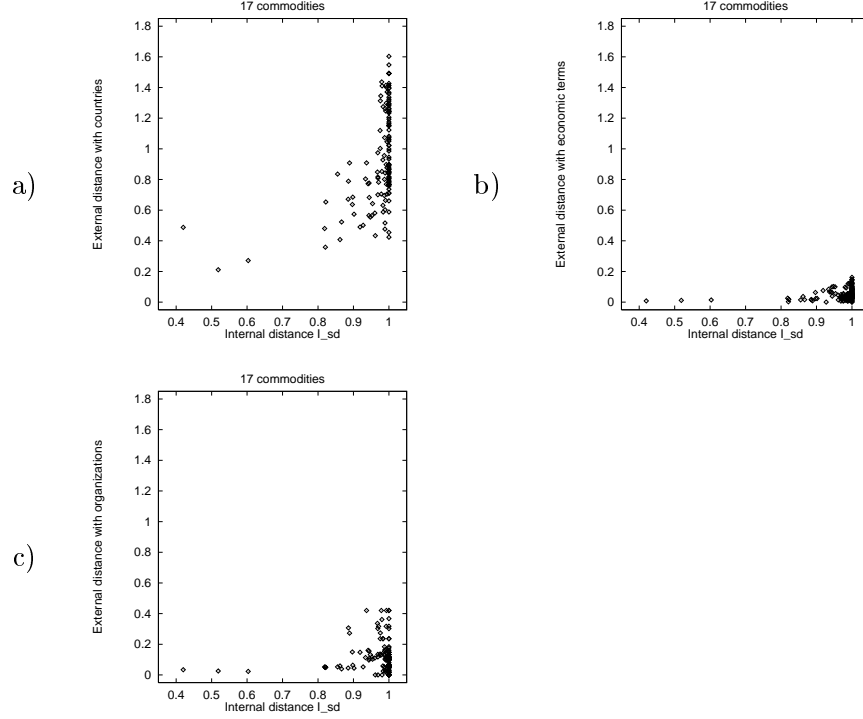 17 commodities
a)
External distance with countries
1.8
1.6
1.4
1.2
1
0.8
0.6
0.4
0.2
0
0.4 0.5 0.6 0.7 0.8 0.9 1
Internal distance I_sd
17 commodities
b)
External distance with economic terms
1.8
1.6
1.4
1.2
1
0.8
0.6
0.4
0.2
0
0.4 0.5 0.6 0.7 0.8 0.9 1
Internal distance I_sd
17 commodities
c)
External distance with organizations
1.8
1.6
1.4
1.2
1
0.8
0.6
0.4
0.2
0
0.4 0.5 0.6 0.7 0.8 0.9 1
Internal distance I_sd